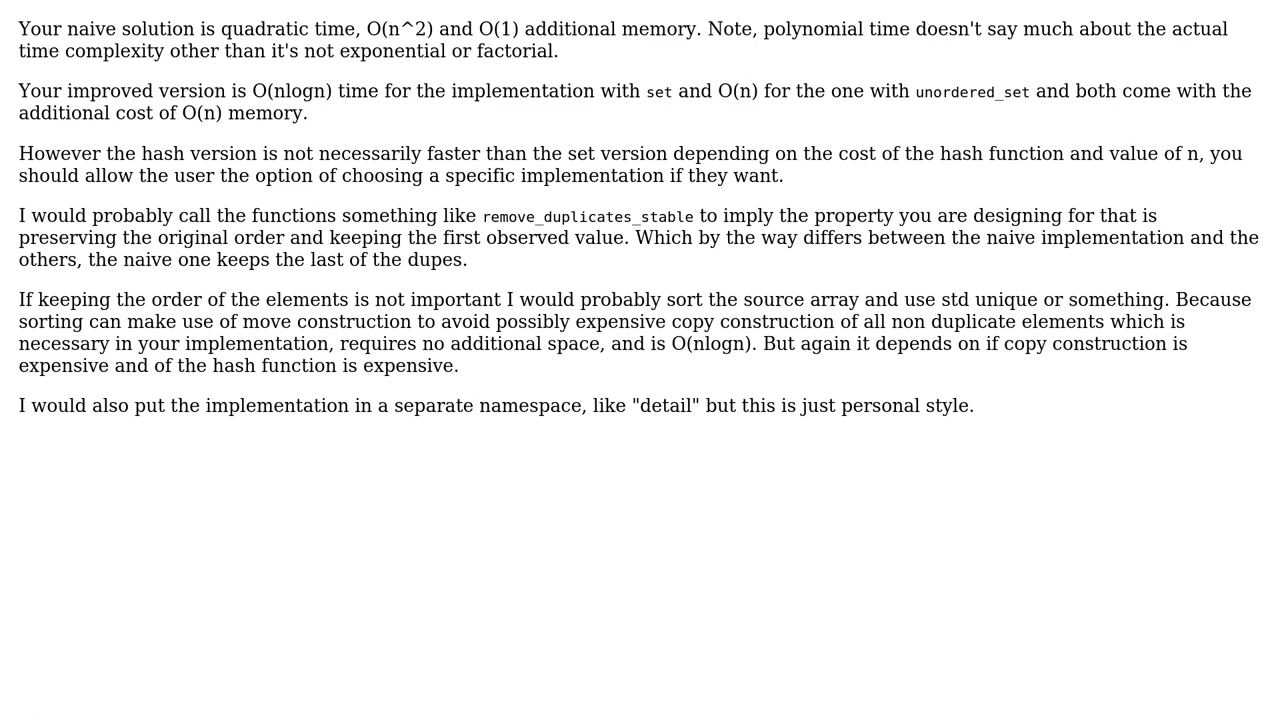 Your naive solution is quadratic time, O(n^2) and O(1) additional memory. Note, polynomial time doesn't say much about the actual
time complexity other than it's not exponential or factorial.
Your improved version is O(nlogn) time for the implementation with set and O(n) for the one with unordered_set and both come with the
additional cost of O(n) memory.
However the hash version is not necessarily faster than the set version depending on the cost of the hash function and value of n, you
should allow the user the option of choosing a specific implementation if they want.
I would probably call the functions something like remove_duplicates_stable to imply the property you are designing for that is
preserving the original order and keeping the first observed value. Which by the way differs between the naive implementation and the
others, the naive one keeps the last of the dupes.
If keeping the order of the elements is not important I would probably sort the source array and use std unique or something. Because
sorting can make use of move construction to avoid possibly expensive copy construction of all non duplicate elements which is
necessary in your implementation, requires no additional space, and is O(nlogn). But again it depends on if copy construction is
expensive and of the hash function is expensive.
I would also put the implementation in a separate namespace, like "detail" but this is just personal style.